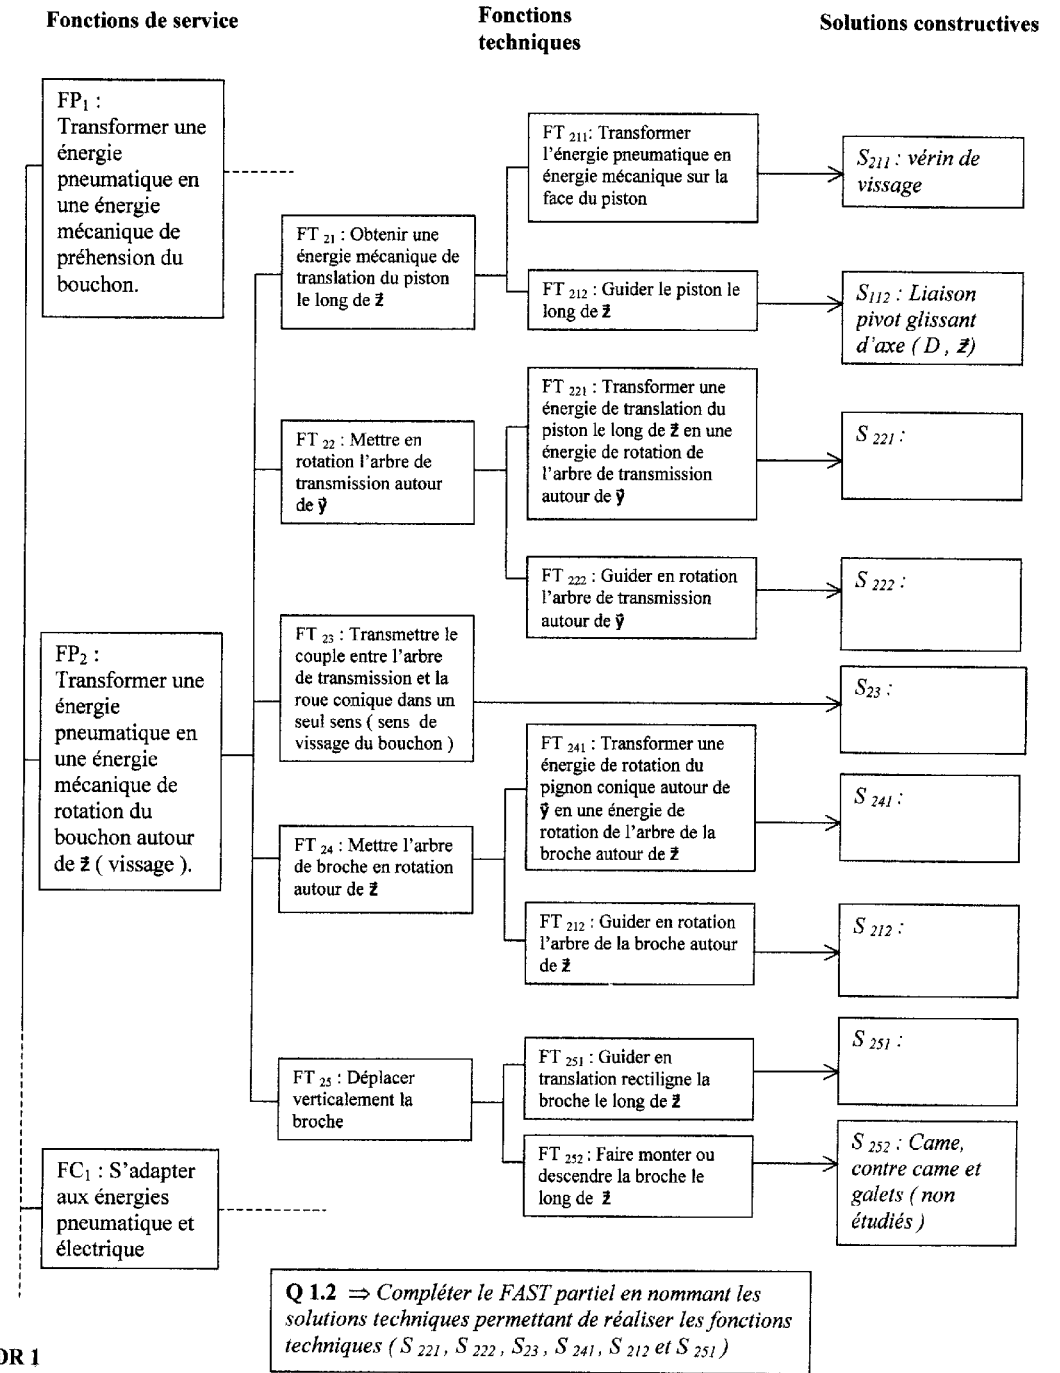 Fonctions de service
Fonctions
techniques
Solutions constructives
FP1 :
Transformer une
énergie
pneumatique en
une énergie
mécanique de
préhension du
bouchon.
FT 211: Transformer
l'énergie pneumatique en
énergie mécanique sur la
face du piston
S211 : vérin de
vissage
FT 21 : Obtenir une
énergie mécanique de
translation du piston
le long de z⃗
FT 212 : Guider le piston le
long de z⃗
S112 : Liaison
pivot glissant
d'axe ( D , z⃗)
FT 221 : Transformer une
énergie de translation du
piston le long de z⃗ en une
énergie de rotation de
l'arbre de transmission
autour de y⃗
S 221 :
FT 22 : Mettre en
rotation l'arbre de
transmission autour
de y⃗
FT 222 : Guider en rotation
l'arbre de transmission
autour de y⃗
S 222 :
FP2 :
Transformer une
énergie
pneumatique en
une énergie
mécanique de
rotation du
bouchon autour
de z⃗ ( vissage ).
FT 23 : Transmettre le
couple entre l'arbre
de transmission et la
roue conique dans un
seul sens ( sens de
vissage du bouchon )
S23 :
FT 241 : Transformer une
énergie de rotation du
pignon conique autour de
y⃗ en une énergie de
rotation de l'arbre de la
broche autour de z⃗
S 241 :
FT 24 : Mettre l'arbre
de broche en rotation
autour de z⃗
FT 212 : Guider en rotation
l'arbre de la broche autour
de z⃗
S 212 :
FT 25 : Déplacer
verticalement la
broche
FT 251 : Guider en
translation rectiligne la
broche le long de z⃗
S 251 :
FT 252 : Faire monter ou
descendre la broche le
long de z⃗
S 252 : Came,
contre came et
galets ( non
étudiés )
FC1 : S'adapter
aux énergies
pneumatique et
électrique
Q 1.2 ⇒ Compléter le FAST partiel en nommant les
solutions techniques permettant de réaliser les fonctions
techniques ( S 221 , S 222 , S23 , S 241 , S 212 et S 251 )
OR 1